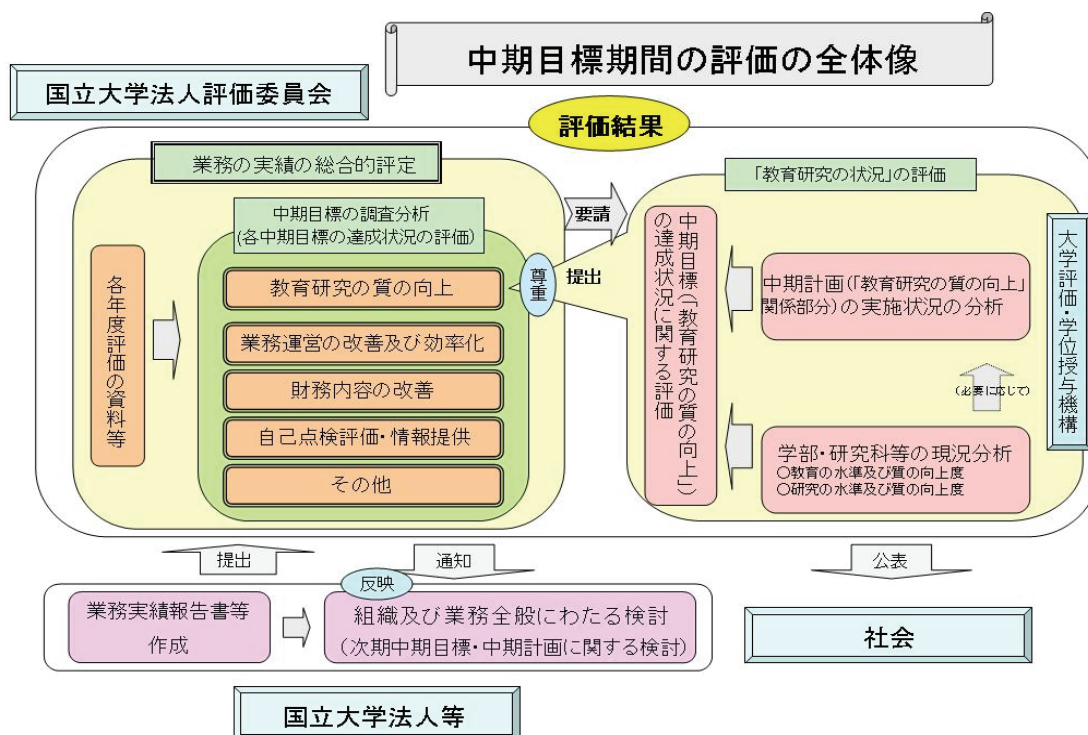 中期目標期間の評価の全体像
国立大学法人評価委員会
評価結果
業務の実績の総合的評定
中期目標の調査分析
(各中期目標の達成状況の評価)
各年度評価の資料等
教育研究の質の向上
業務運営の改善及び効率化
財務内容の改善
自己点検評価・情報提供
その他
尊重
要請
提出
「教育研究の状況」の評価
中期目標(「教育研究の質の向上」)
の達成状況に関する評価
中期計画(「教育研究の質の向上」
関係部分)の実施状況の分析
(必要に応じて)
学部・研究科等の現況分析
○教育の水準及び質の向上度
○研究の水準及び質の向上度
大学評価・学位授与機構
提出
通知
公表
業務実績報告書等
作成
反映
組織及び業務全般にわたる検討
(次期中期目標・中期計画に関する検討)
社会
国立大学法人等